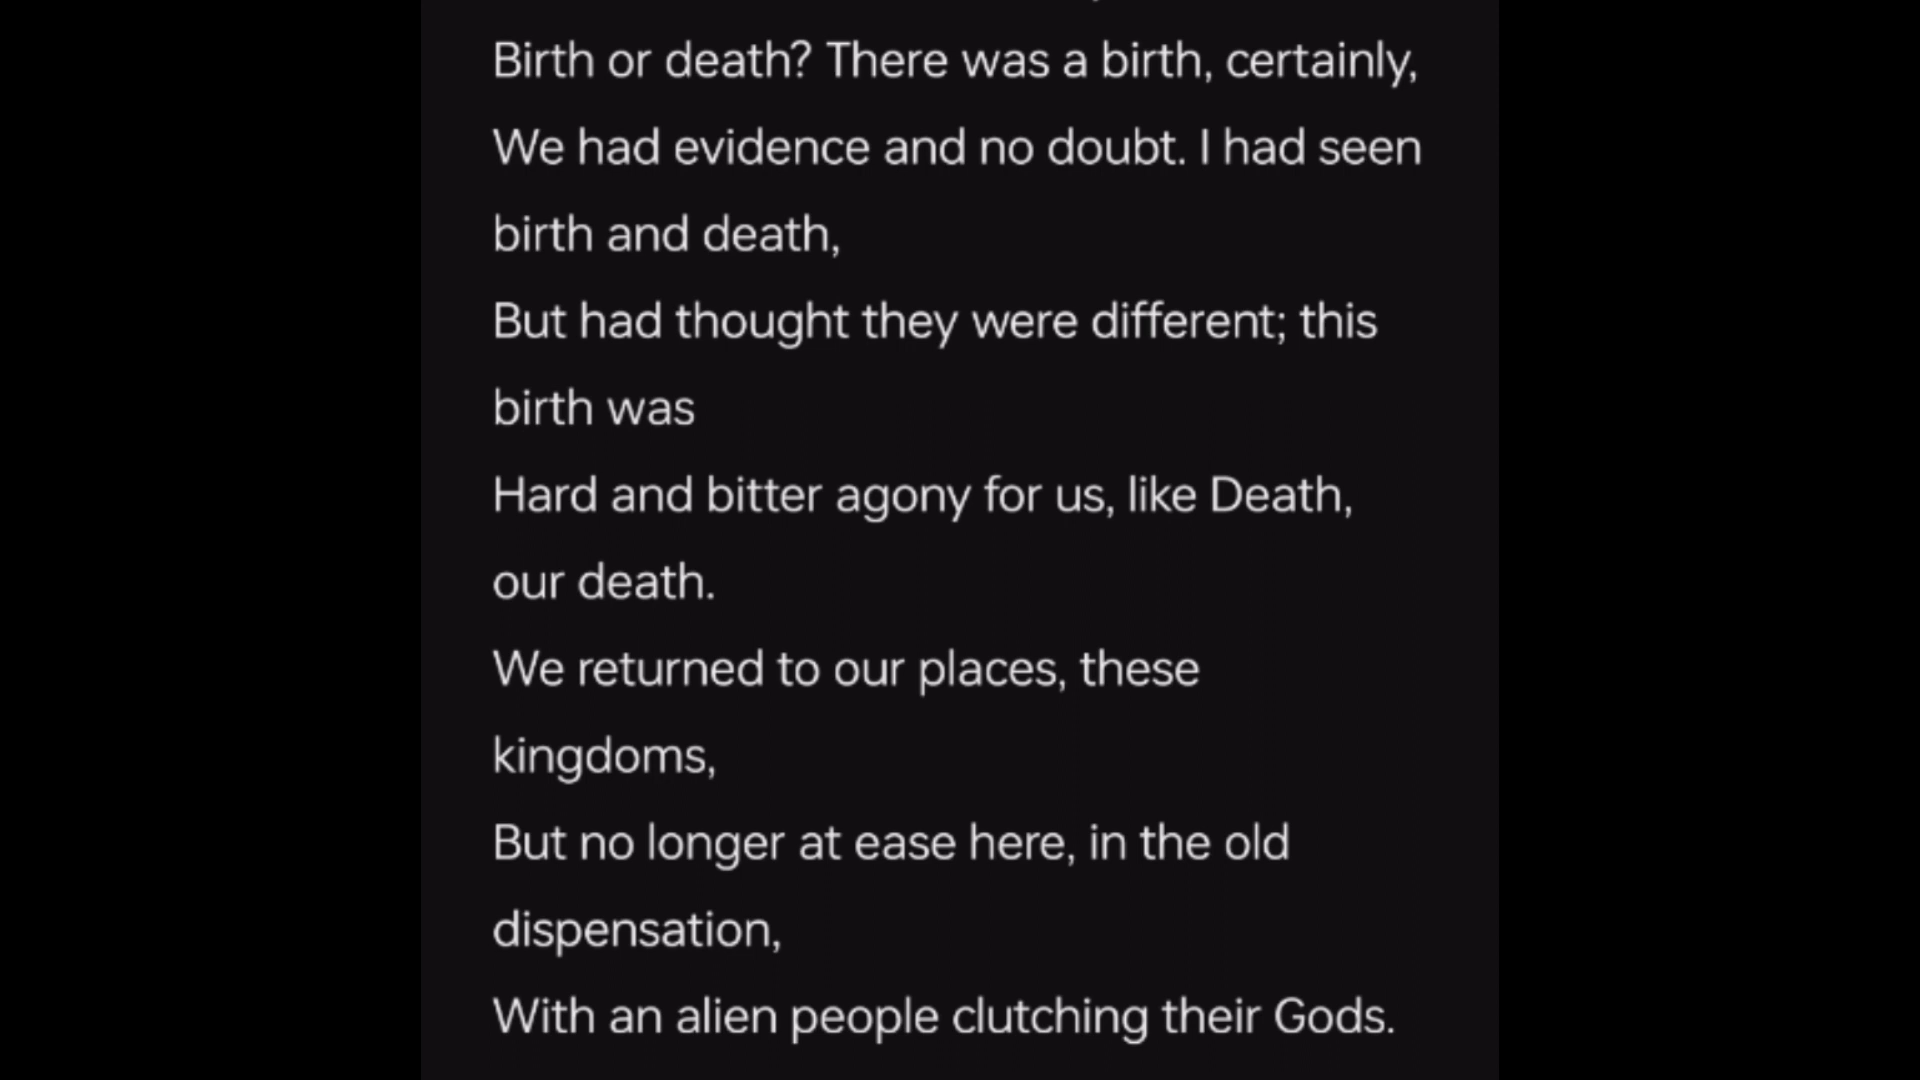 Birth or death? There was a birth, certainly,
We had evidence and no doubt. I had seen
birth and death,
But had thought they were different; this
birth was
Hard and bitter agony for us, like Death,
our death.
We returned to our places, these
kingdoms,
But no longer at ease here, in the old
dispensation,
With an alien people clutching their Gods.